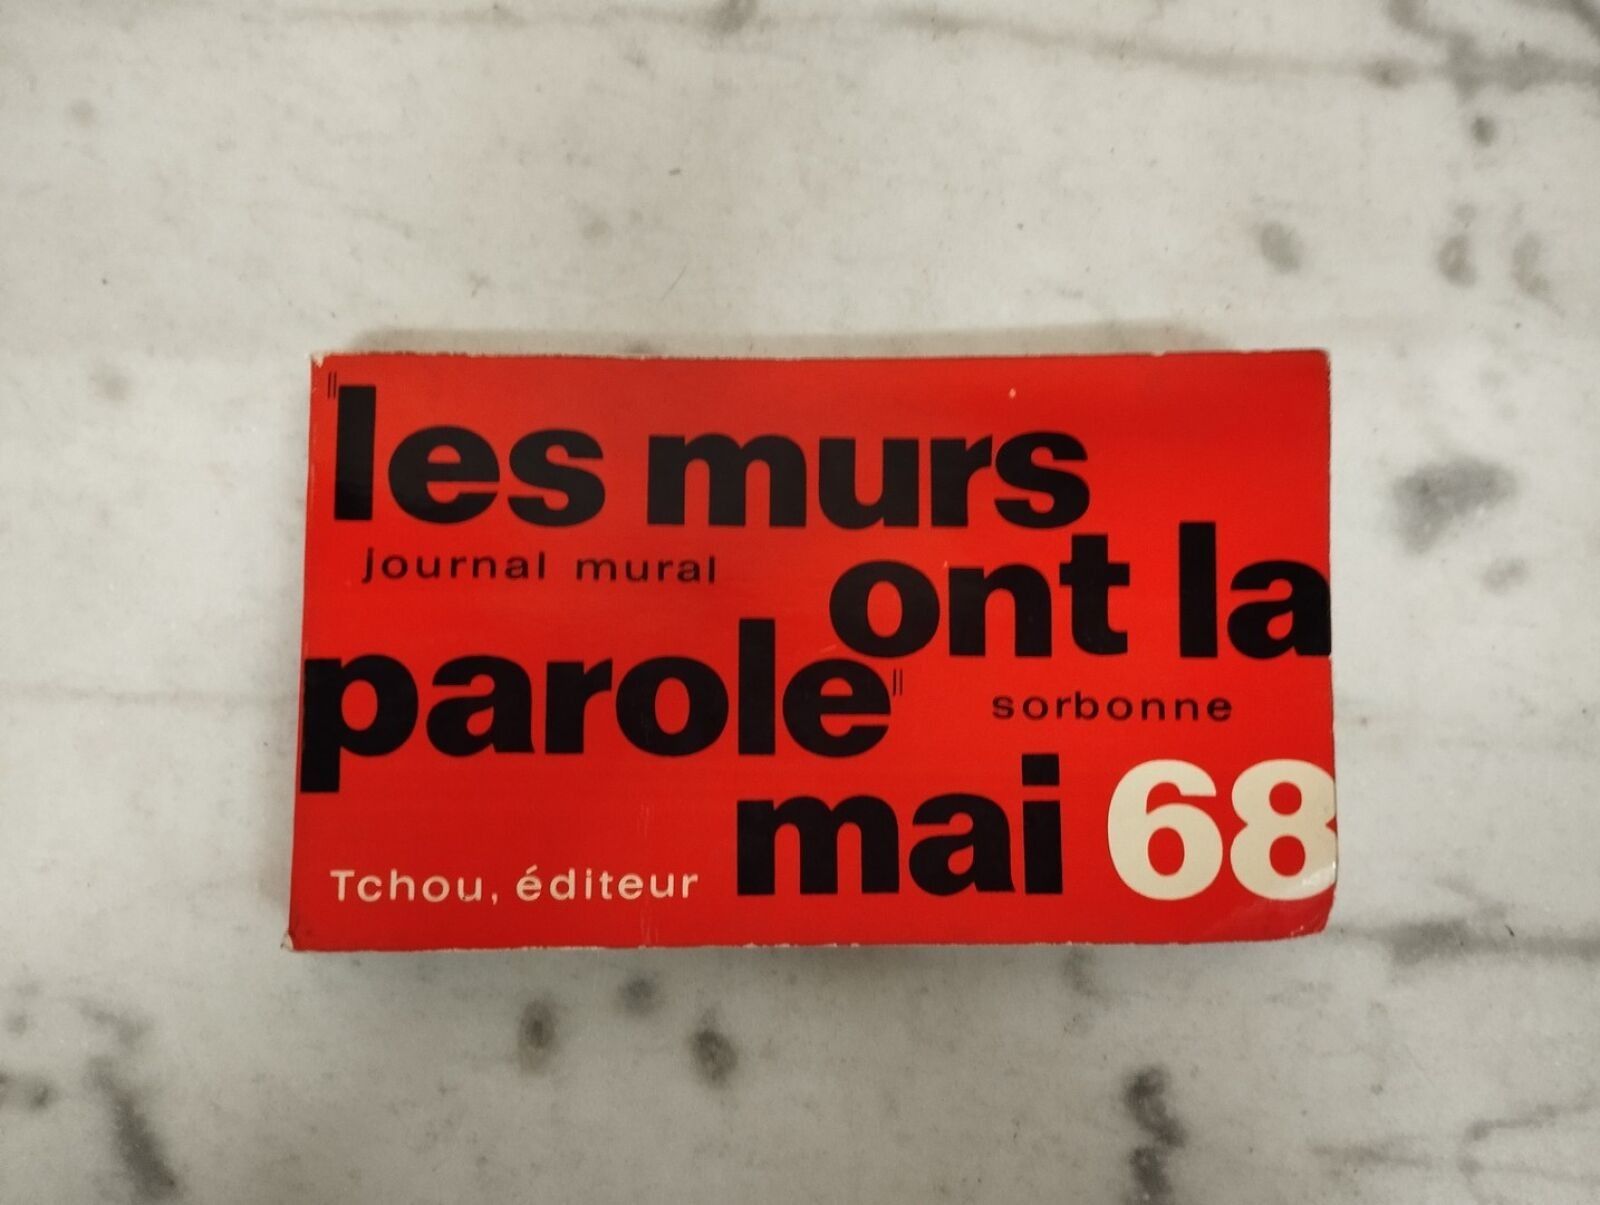 "les murs
journal mural
ont la
parole"
sorbonne
mai 68
Tchou, éditeur